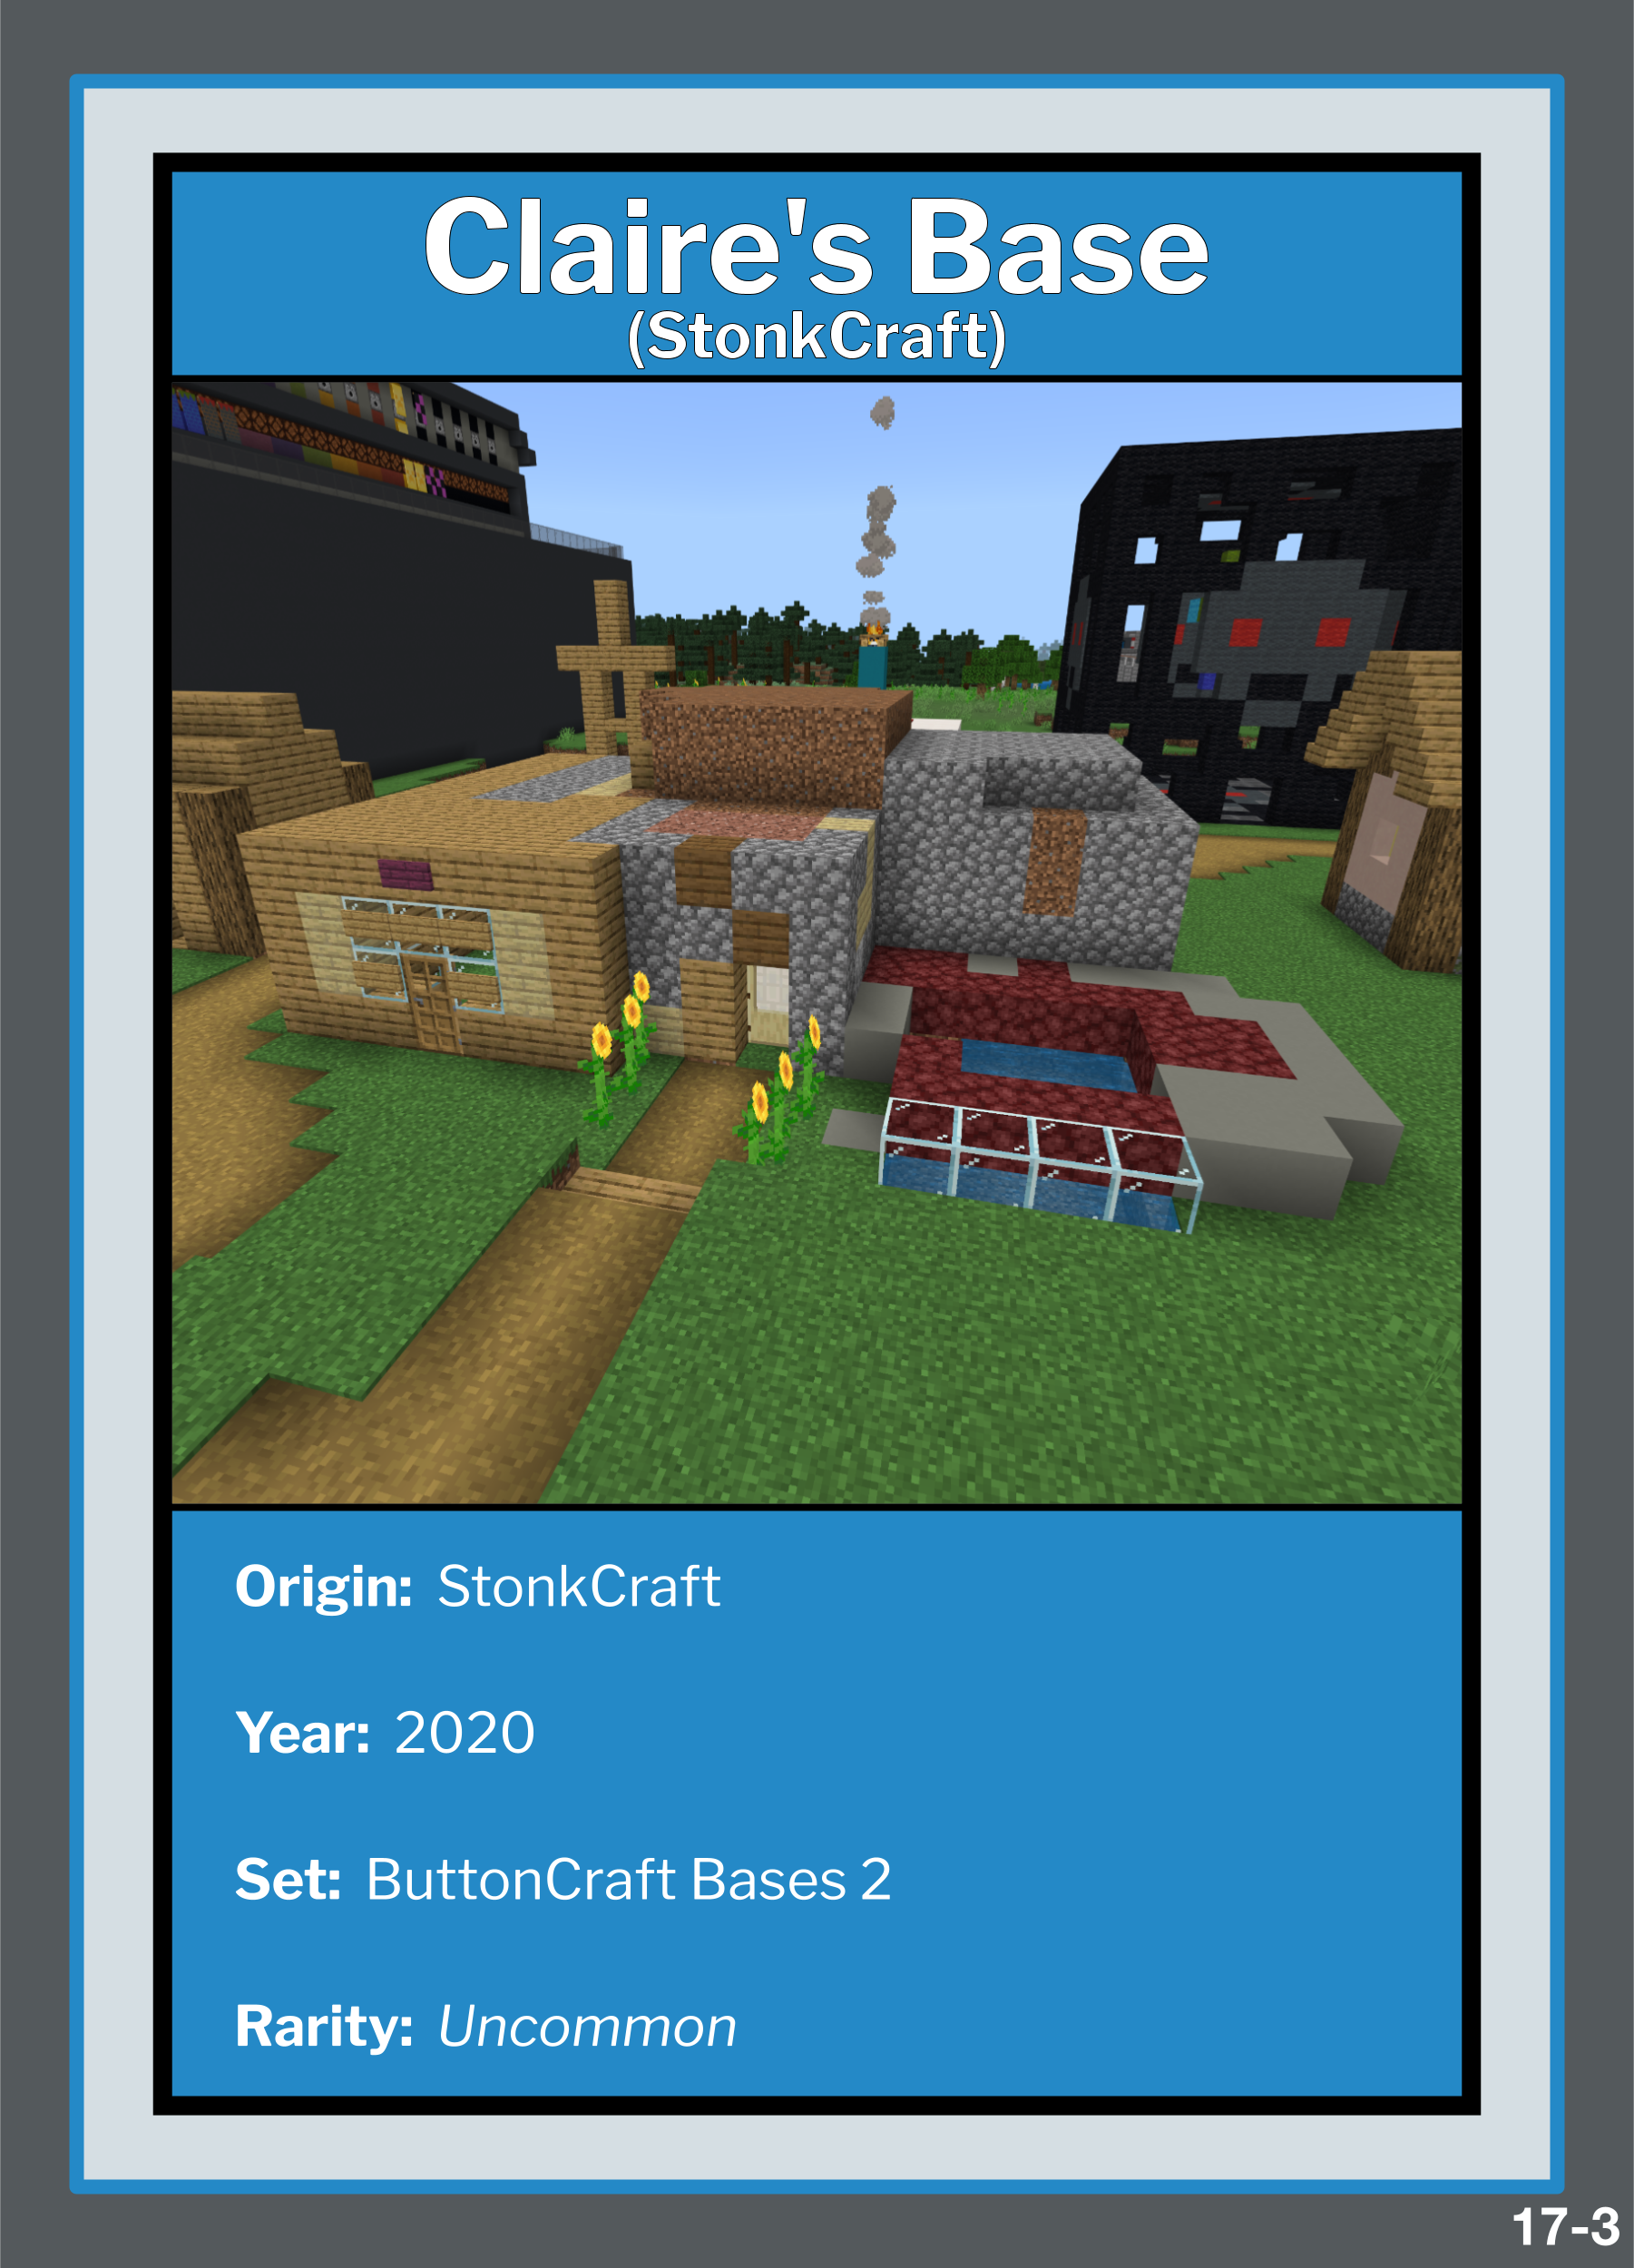 Claire's Base
(StonkCraft)
Origin: StonkCraft
Year: 2020
Set: ButtonCraft Bases 2
Rarity: Uncommon
17-3